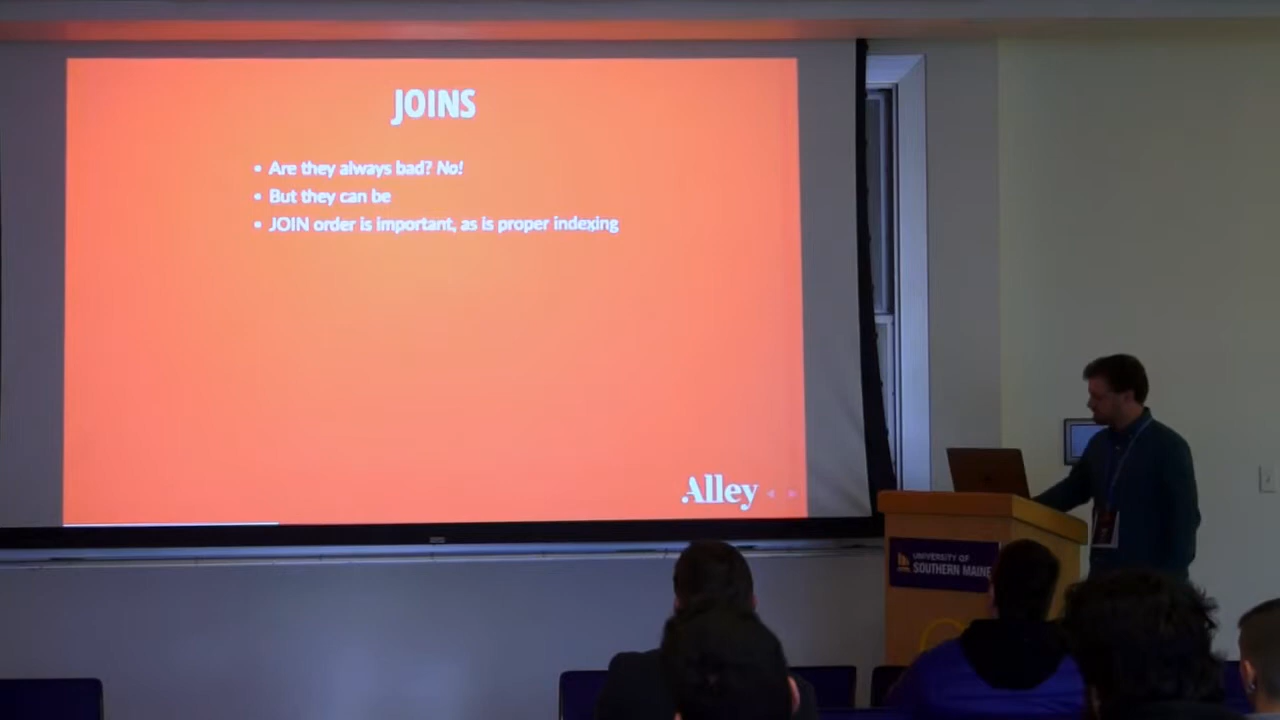 JOINS
• Are they always bad? No!
• But they can be
• JOIN order is important, as is proper indexing
Alley
UNIVERSITY OF
SOUTHERN MAINE